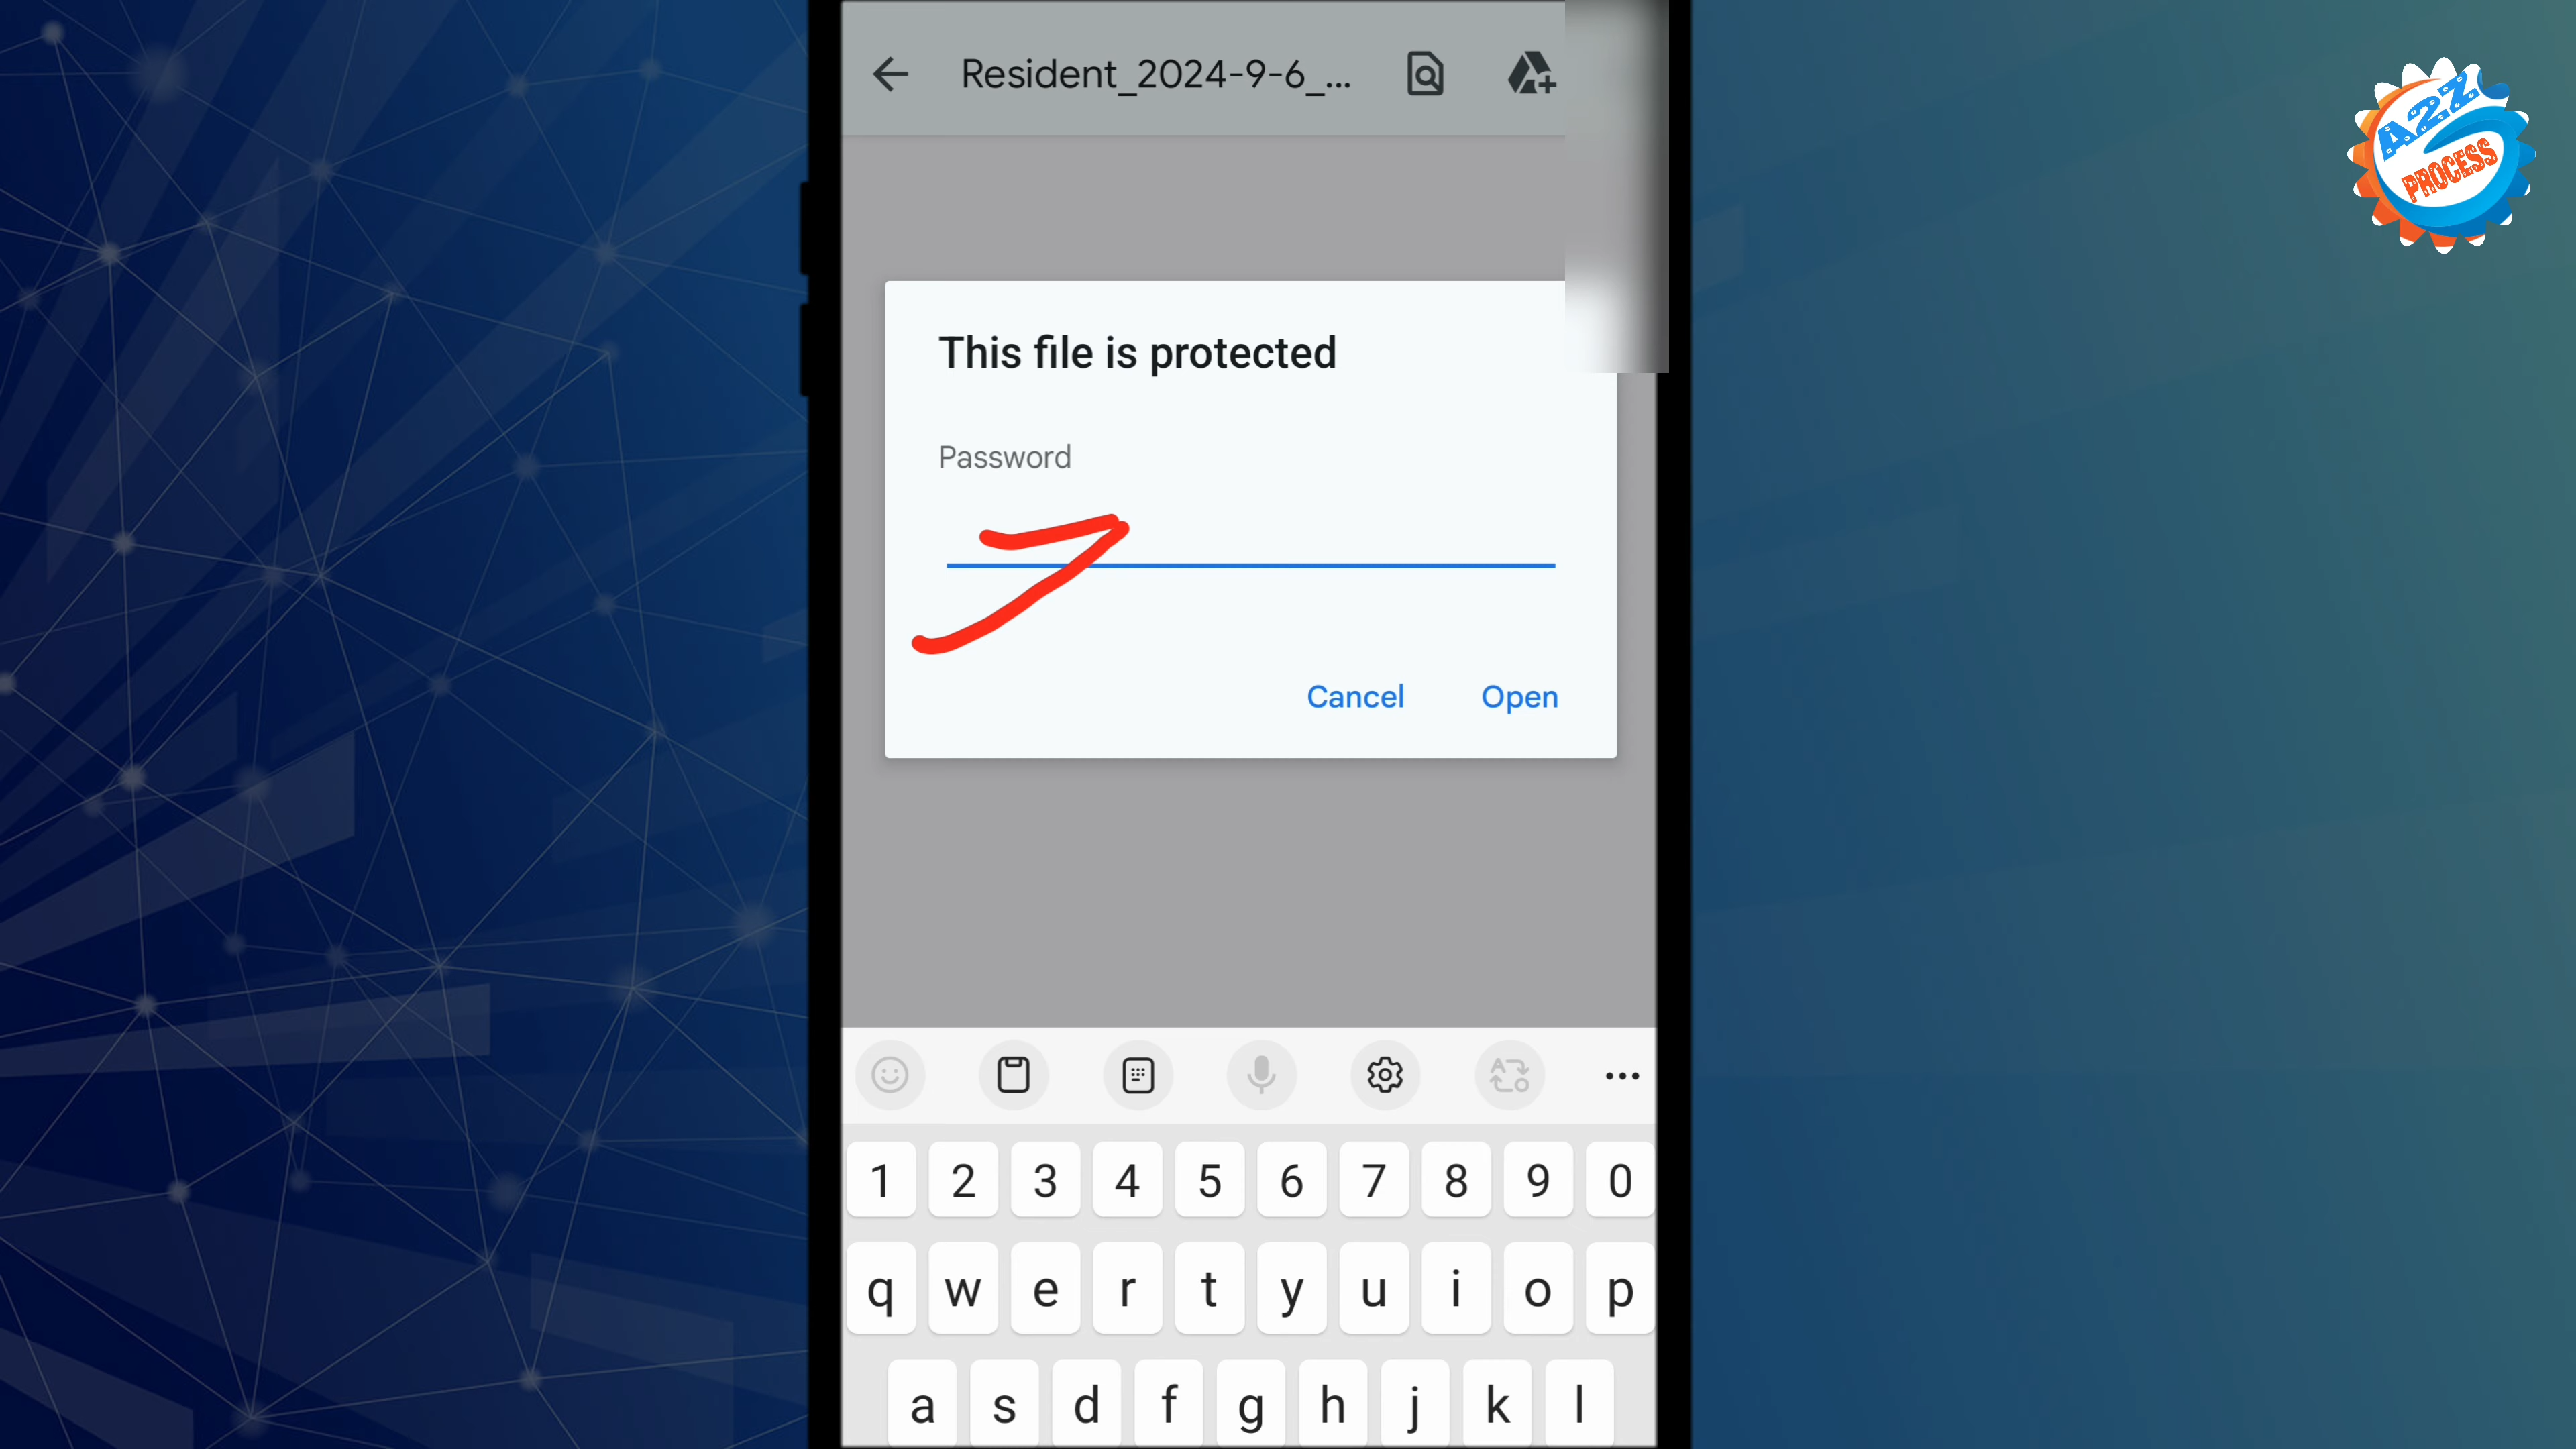 Resident_2024-9-6_...
A2Z
PROCESS
This file is protected
Password
Cancel Open
1 2 3 4 5 6 7 8 9 0
q w e r t y u i o p
a s d f g h j k l